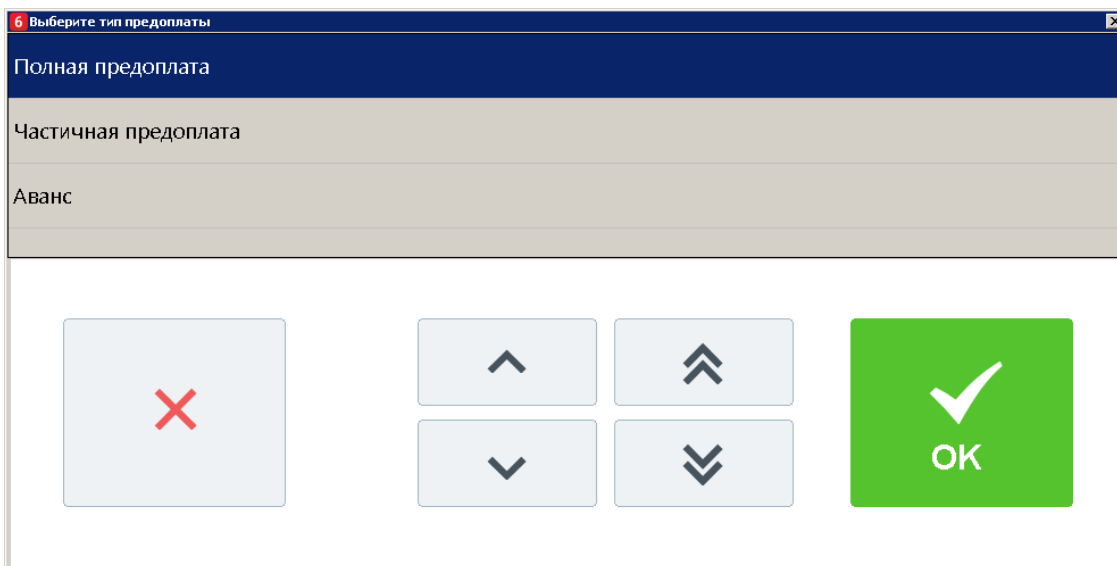 6 Выберите тип предоплаты
Полная предоплата
Частичная предоплата
Аванс
OK